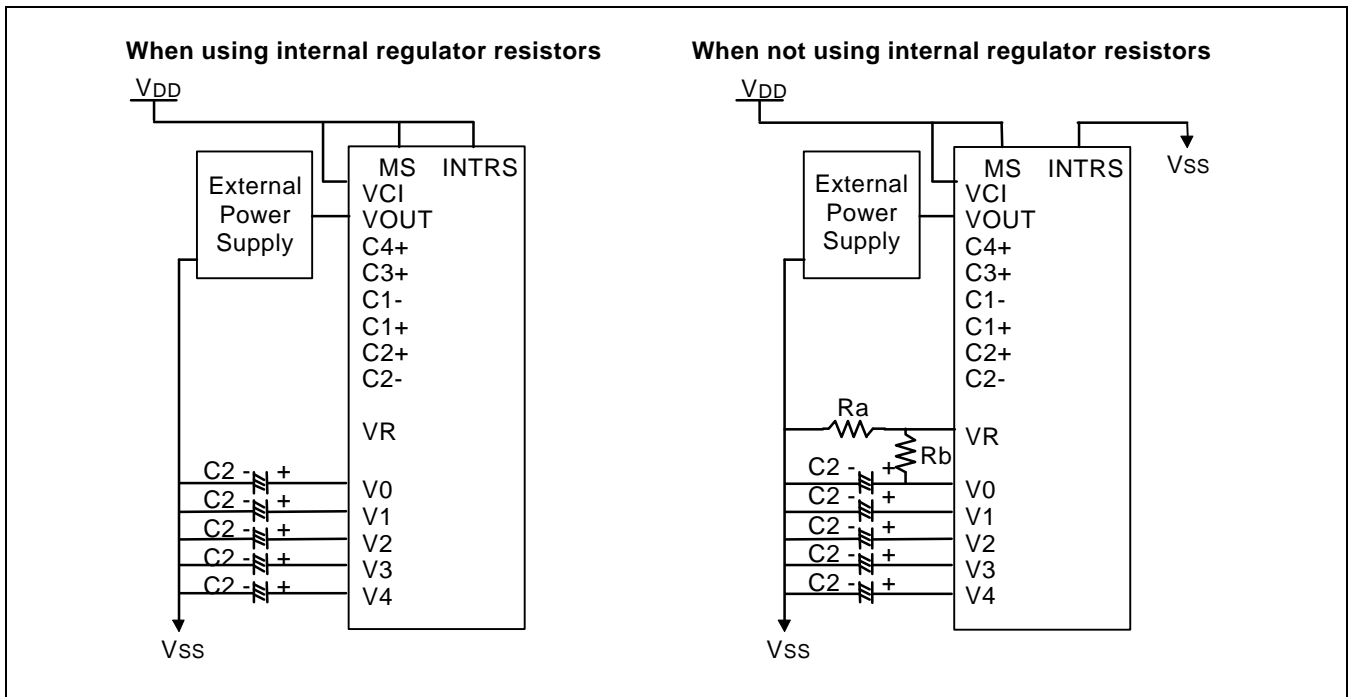 When using internal regulator resistors
VDD
MS INTRS
External
Power
Supply
VCI
VOUT
C4+
C3+
C1-
C1+
C2+
C2-
VR
C2 - +
V0
C2 - +
V1
C2 - +
V2
C2 - +
V3
C2 - +
V4
VSS
When not using internal regulator resistors
VDD
MS INTRS
VSS
External
Power
Supply
VCI
VOUT
C4+
C3+
C1-
C1+
C2+
C2-
Ra
VR
Rb
C2 - +
V0
C2 - +
V1
C2 - +
V2
C2 - +
V3
C2 - +
V4
VSS